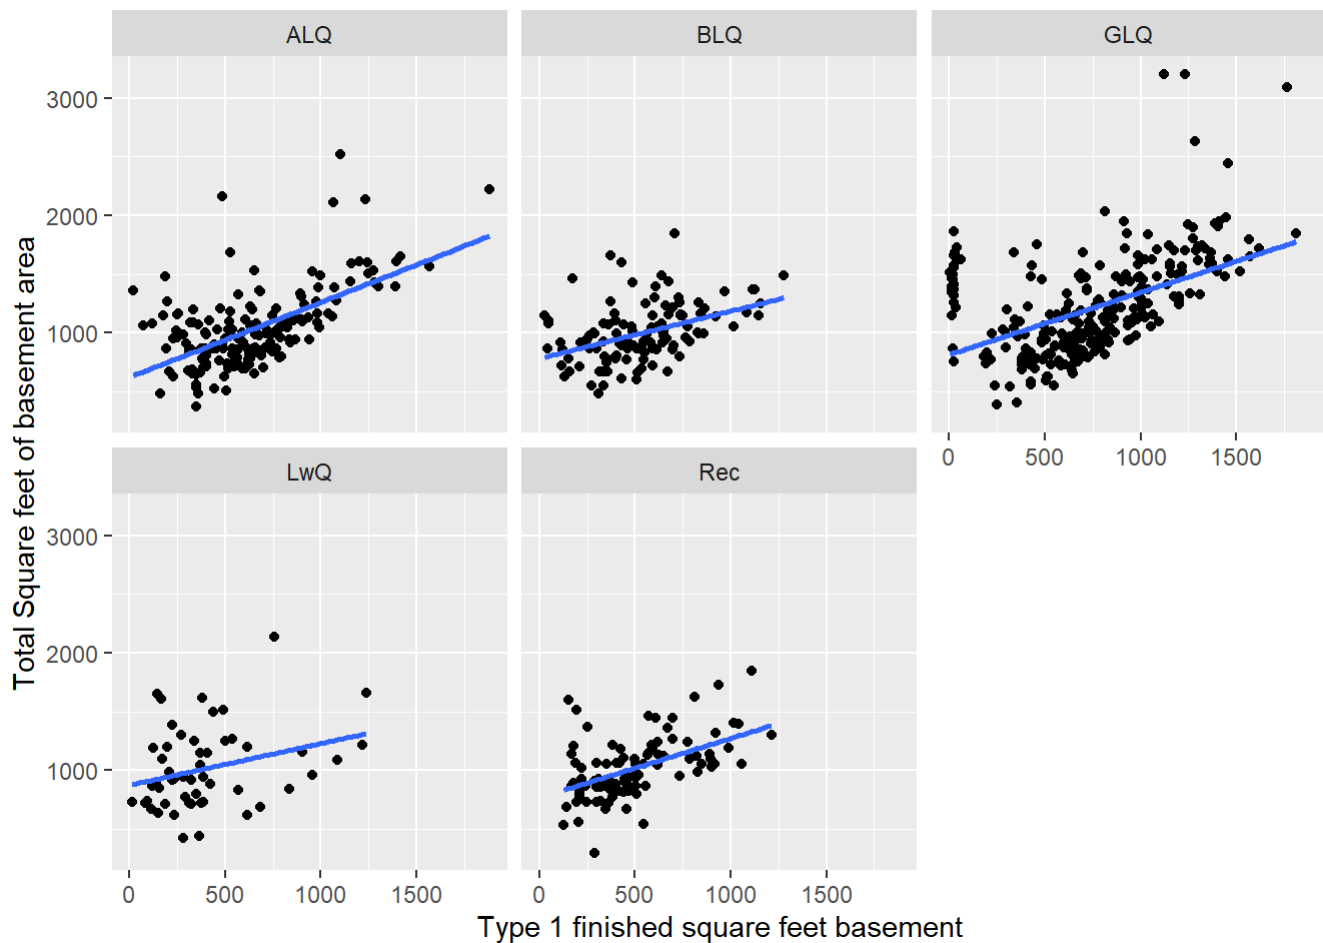 ALQ BLQ GLQ
3000
2000
1000
0 500 1000 1500
LwQ Rec
3000
2000
1000
0 500 1000 1500 0 500 1000 1500
Total Square feet of basement area
Type 1 finished square feet basement